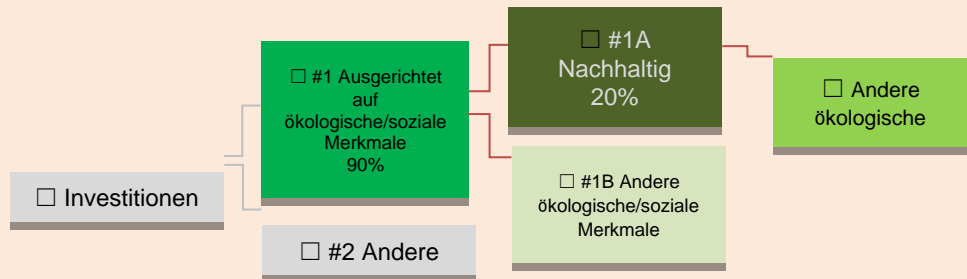 ☐ Investitionen
☐ #1 Ausgerichtet
auf
ökologische/soziale
Merkmale
90%
☐ #2 Andere
☐ #1A
Nachhaltig
20%
☐ #1B Andere
ökologische/soziale
Merkmale
☐ Andere
ökologische